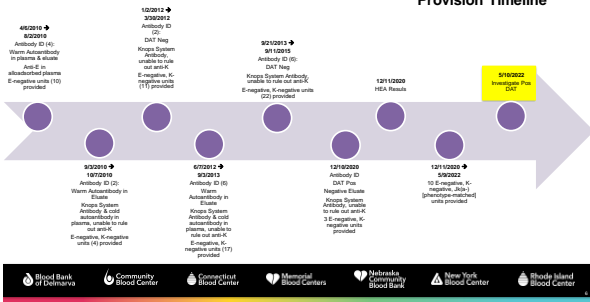 Provision Timeline
4/6/2010 →
8/2/2010
Antibody ID (4):
Warm Autoantibody
in plasma & eluate
Anti-E in
alloadsorbed plasma
E-negative units (10)
provided
1/2/2012 →
3/30/2012
Antibody ID
(2):
DAT Neg
Knops System
Antibody, unable to
rule out anti-K
E-negative, K-
negative units
(11) provided
9/21/2013 →
9/11/2015
Antibody ID (6):
DAT Neg
Knops System Antibody,
unable to rule out anti-K
E-negative, K-negative units
(22) provided
12/11/2020
HEA Resuls
5/10/2022
Investigate Pos
DAT
9/3/2010 →
10/7/2010
Antibody ID (2):
Warm Autoantibody in
Eluate
Knops System
Antibody & cold
autoantibody in
plasma, unable to rule
out anti-K
E-negative, K-negative
units (4) provided
6/7/2012 →
9/3/2013
Antibody ID (6)
Warm
Autoantibody in
Eluate
Knops System
Antibody & cold
autoantibody in
plasma, unable to
rule out anti-K
E-negative, K-
negative units (17)
provided
12/10/2020
Antibody ID
DAT Pos
Negative Eluate
Knops System
Antibody, unable
to rule out anti-K
3 E-negative, K-
negative units
provided
12/11/2020 →
5/9/2022
10 E-negative, K-
negative, Jk(a-)
[phenotype-matched]
units provided
Blood Bank
of Delmarva
Community
Blood Center
Connecticut
Blood Center
Memorial
Blood Centers
Nebraska
Community
Blood Bank
New York
Blood Center
Rhode Island
Blood Center
6